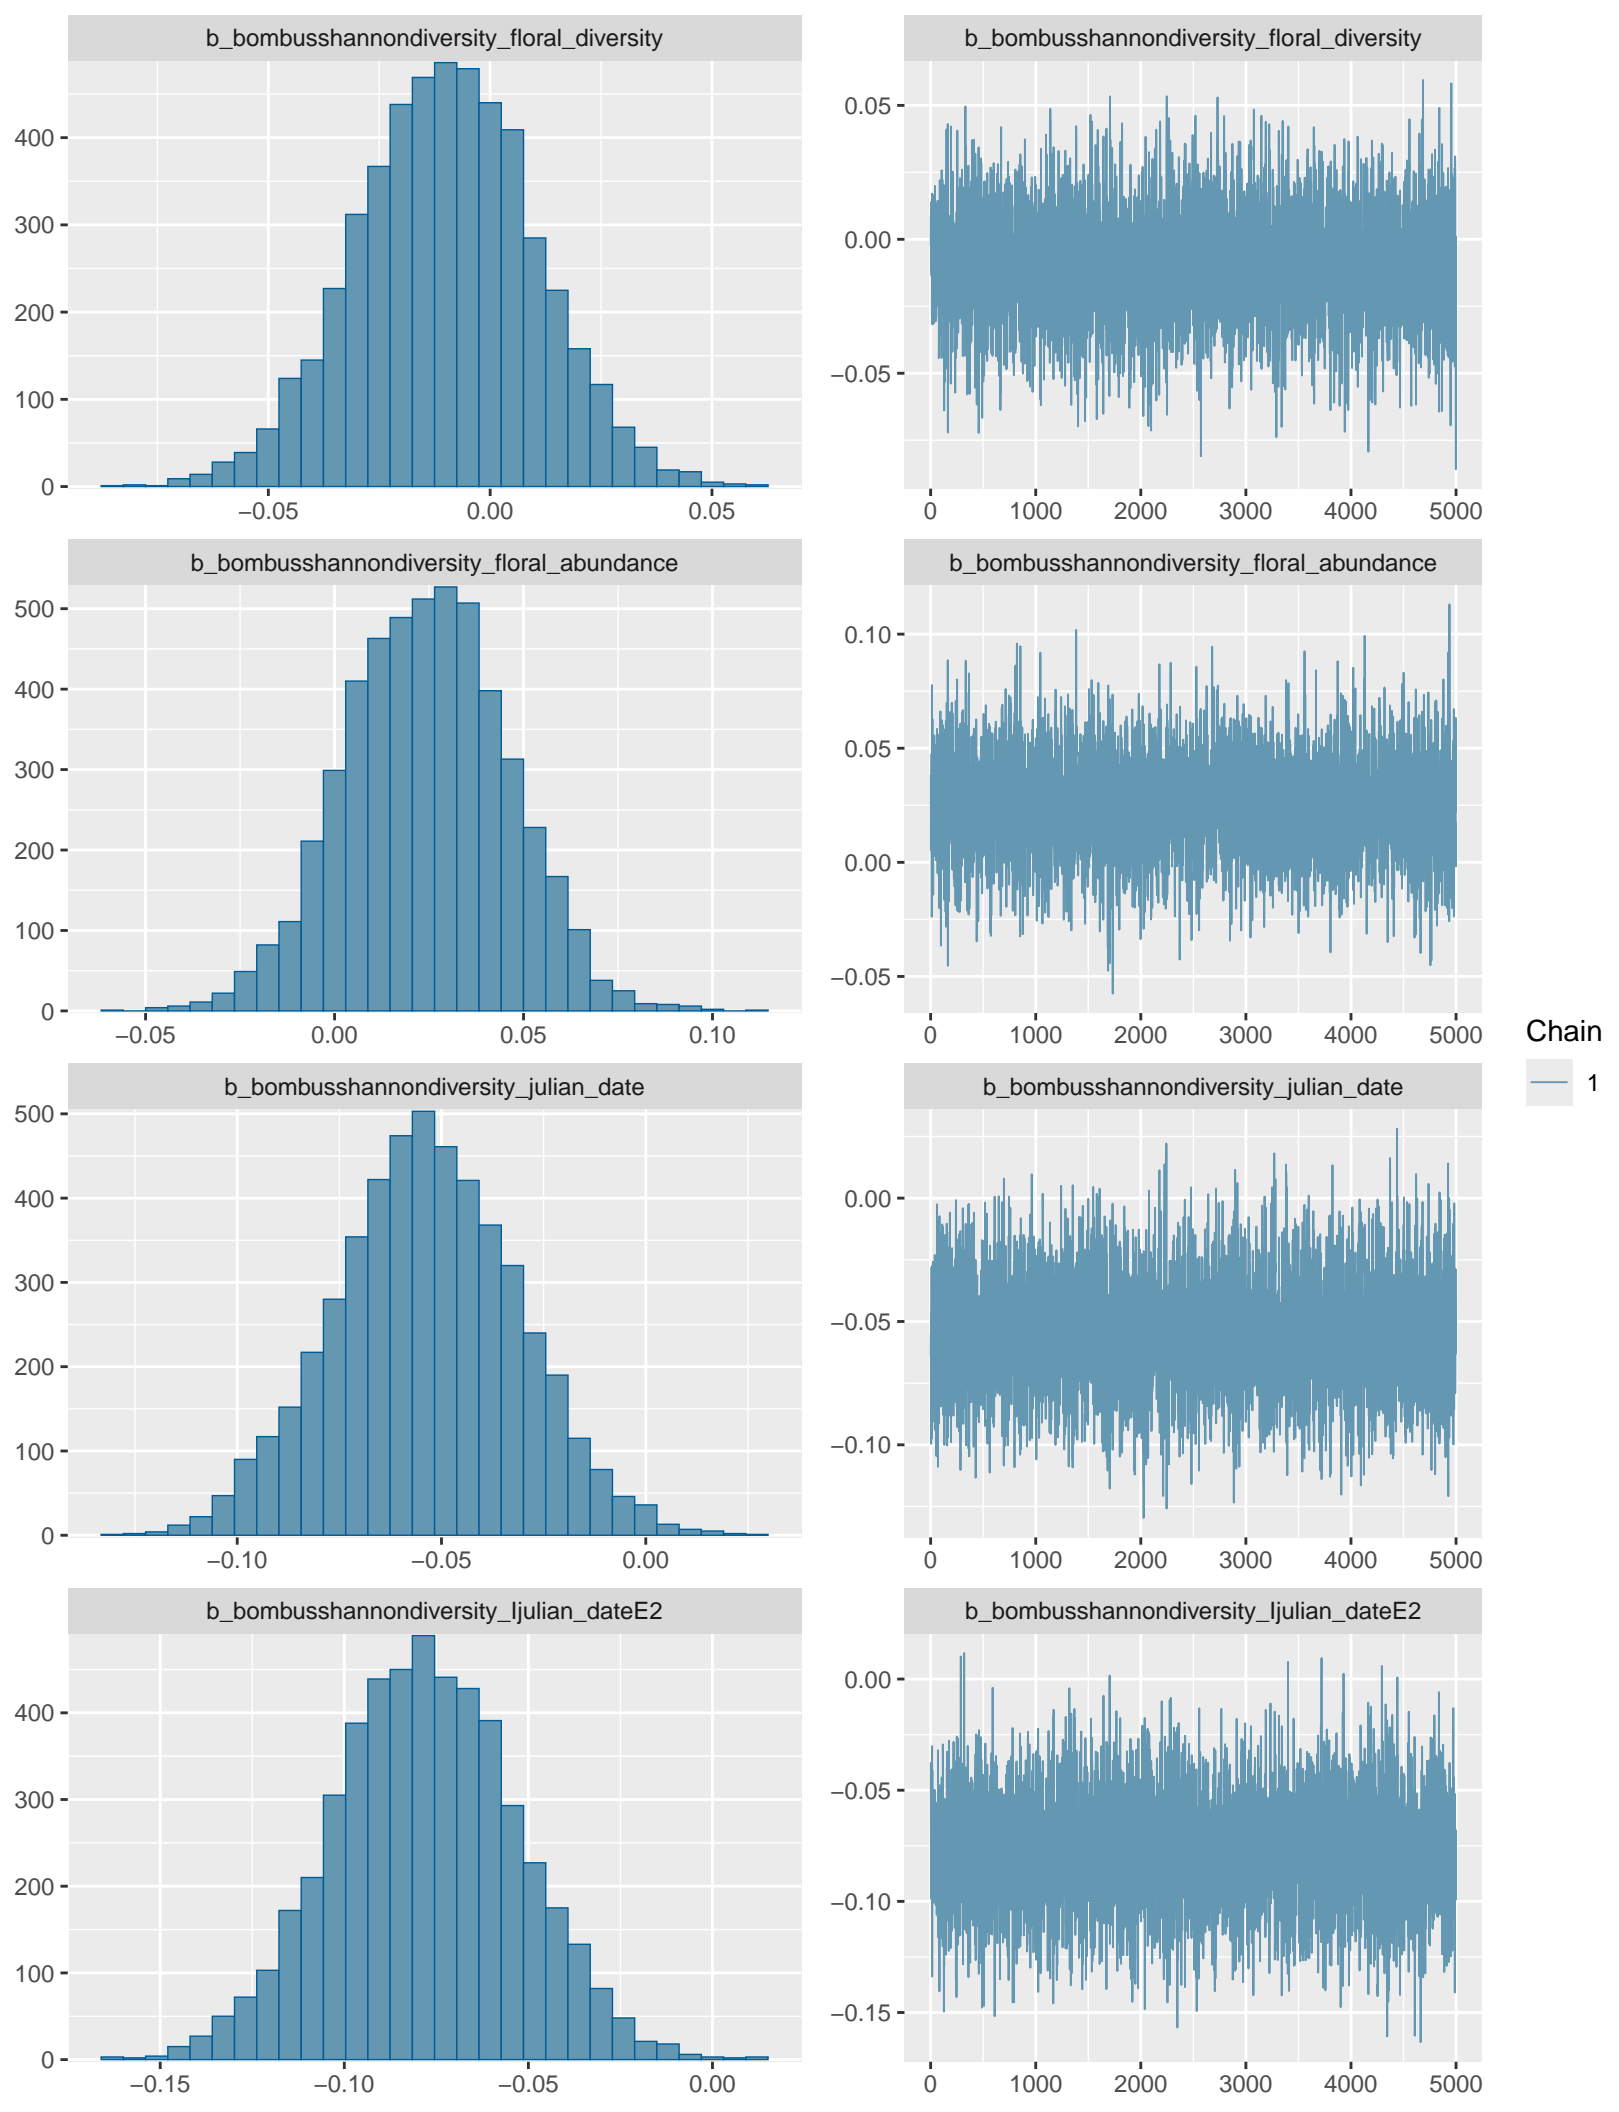 b_bombusshannondiversity_floral_diversity
400
300
200
100
0
−0.05 0.00 0.05
b_bombusshannondiversity_floral_diversity
0.05
0.00
−0.05
0 1000 2000 3000 4000 5000
b_bombusshannondiversity_floral_abundance
500
400
300
200
100
0
−0.05 0.00 0.05 0.10
b_bombusshannondiversity_floral_abundance
0.10
0.05
0.00
−0.05
0 1000 2000 3000 4000 5000
b_bombusshannondiversity_julian_date
500
400
300
200
100
0
−0.10 −0.05 0.00
b_bombusshannondiversity_julian_date
0.00
−0.05
−0.10
0 1000 2000 3000 4000 5000
b_bombusshannondiversity_Ijulian_dateE2
400
300
200
100
0
−0.15 −0.10 −0.05 0.00
b_bombusshannondiversity_Ijulian_dateE2
0.00
−0.05
−0.10
−0.15
0 1000 2000 3000 4000 5000
Chain
1